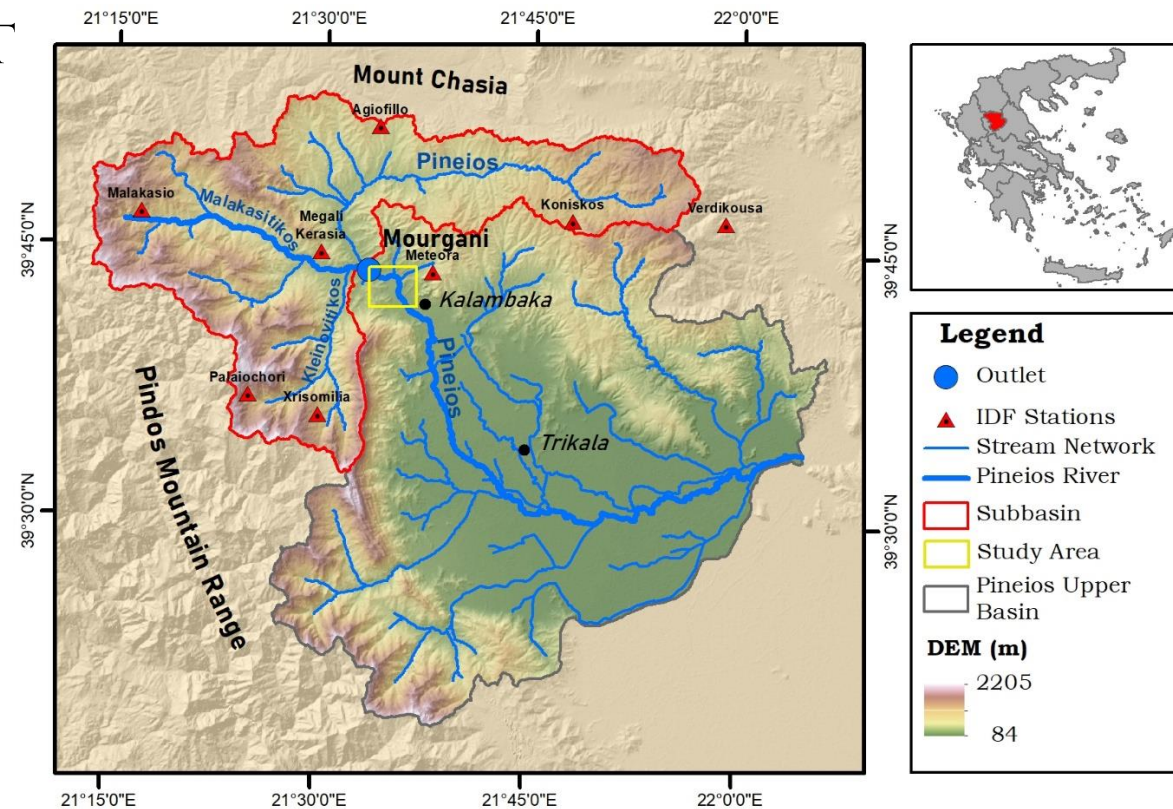 T
21°15'0"E
21°30'0"E
21°45'0"E
22°0'0"E
Mount Chasia
Agiofillo
Pineios
Malakasio
Malakasitikos
Megali
Kerasia
Koniskos
Verdikousa
Mourgani
Meteora
Kalambaka
Kleinovitikos
Pineios
Palaiochori
Xrisomilia
Trikala
Pindos Mountain Range
39°45'0"N
39°30'0"N
39°45'0"N
39°30'0"N
21°15'0"E
21°30'0"E
21°45'0"E
22°0'0"E
Legend
Outlet
IDF Stations
Stream Network
Pineios River
Subbasin
Study Area
Pineios Upper
Basin
DEM (m)
2205
84